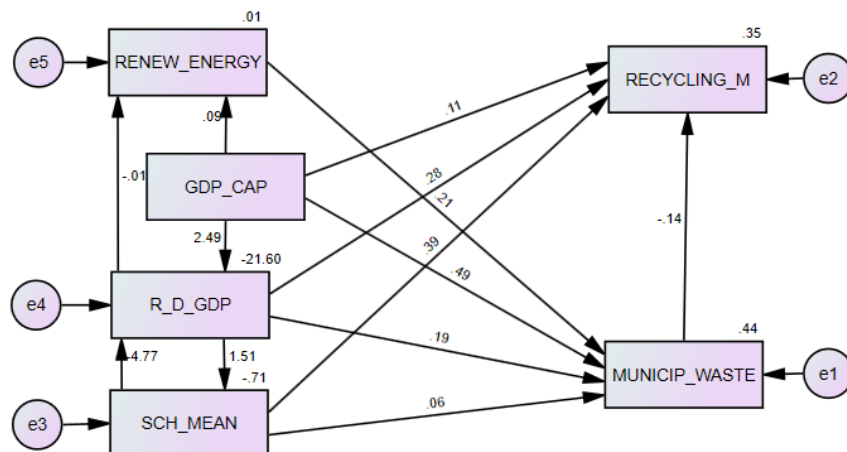 .01
e5
RENEW_ENERGY
.35
RECYCLING_M
e2
.09
.11
-.01
GDP_CAP
.28
.21
2.49
-21.60
.39
.49
-.14
e4
R_D_GDP
.19
.44
-4.77
1.51
-.71
MUNICIP_WASTE
e1
e3
SCH_MEAN
.06